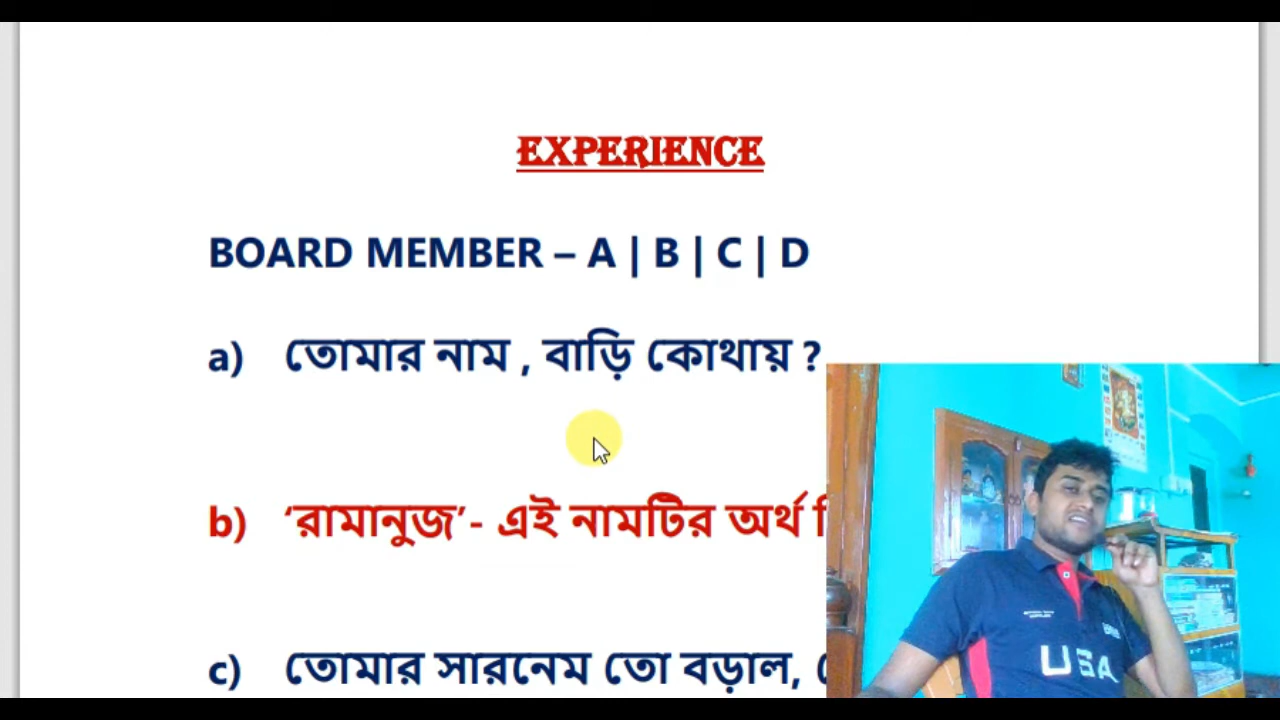 EXPERIENCE
BOARD MEMBER – A | B | C | D
a) তোমার নাম , বাড়ি কোথায় ?
b) ‘রামানুজ’- এই নামটির অর্থ
c) তোমার সারনেম তো বড়াল,
USA